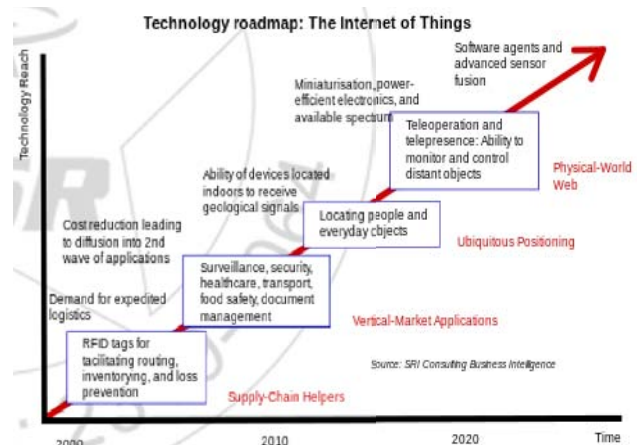 Technology roadmap: The Internet of Things
Technology Reach
Software agents and
advanced sensor
fusion
Miniaturisation, power-
efficient electronics, and
available spectrum
Teleoperation and
telepresence: Ability to
monitor and control
distant objects
Physical-World
Web
Ability of devices located
indoors to receive
geological signals
Locating people and
everyday objects
Ubiquitous Positioning
Cost reduction leading
to diffusion into 2nd
wave of applications
Surveillance, security,
healthcare, transport,
food safety, document
management
Vertical-Market Applications
Demand for expedited
logistics
RFID tags for
facilitating routing,
inventorying, and loss
prevention
Supply-Chain Helpers
Source: SRI Consulting Business Intelligence
2000
2010
2020
Time